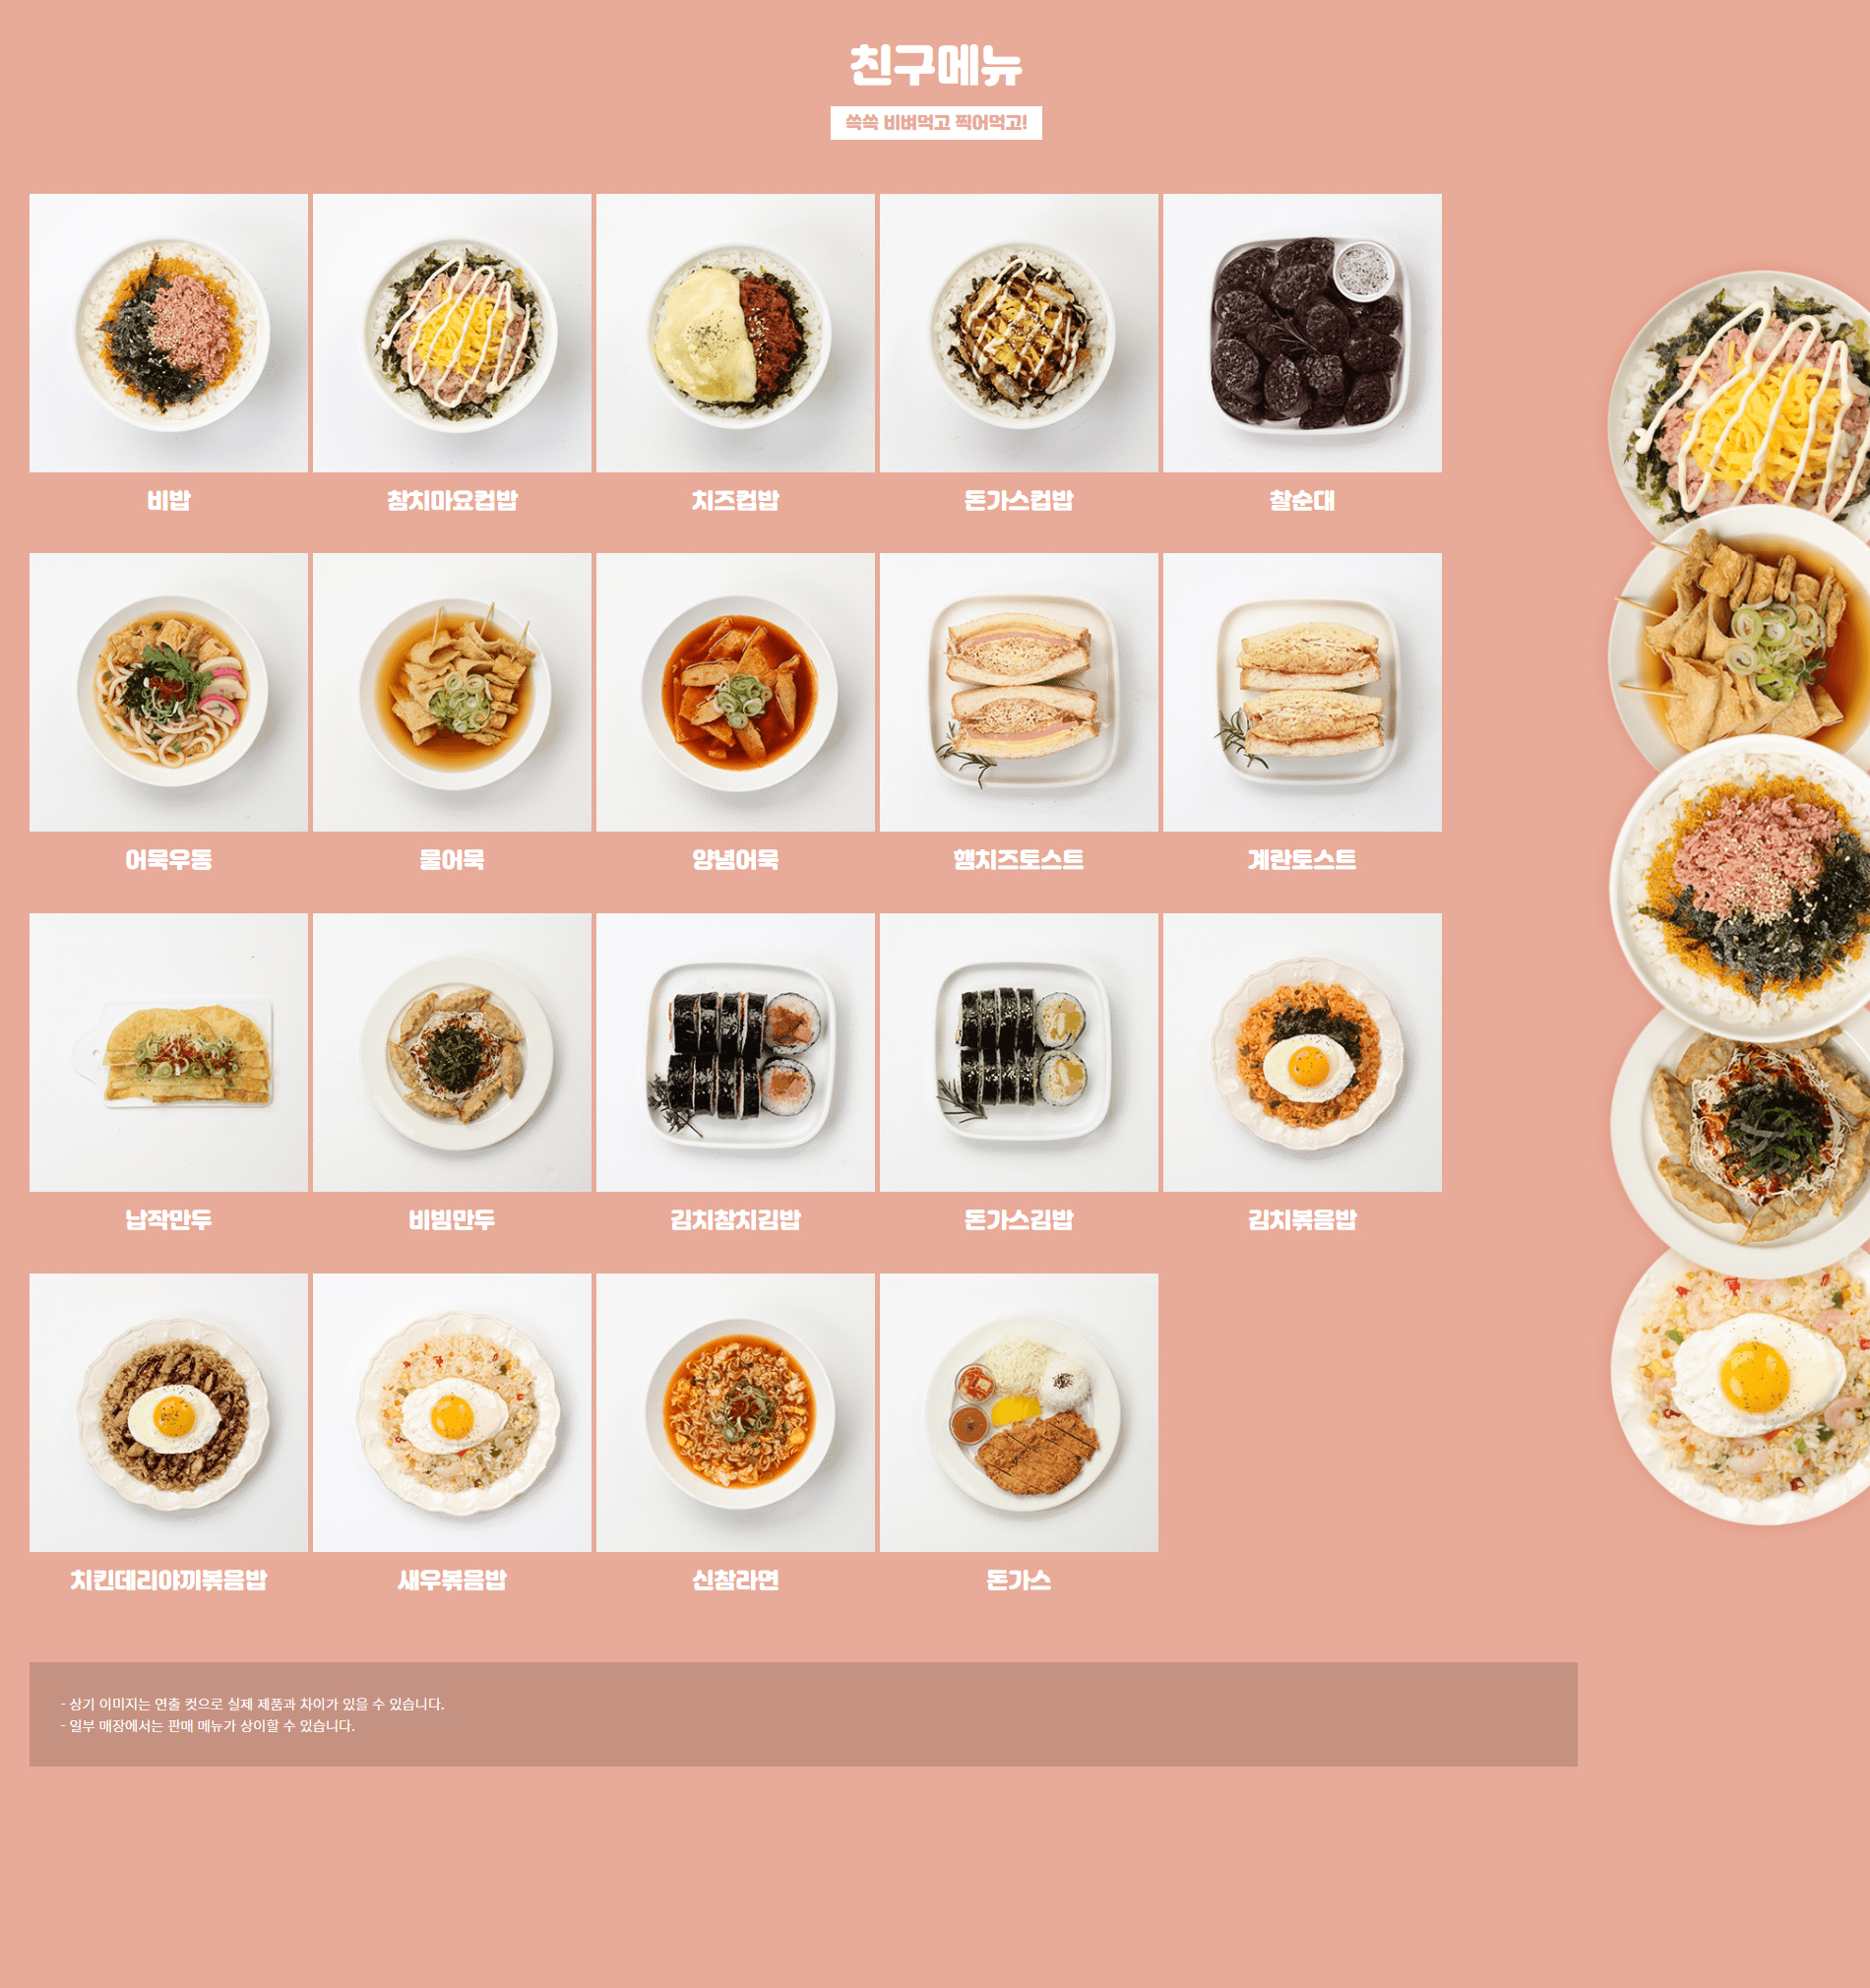 친구메뉴
쓱쓱 비벼먹고 찍어먹고!
비밥
참치마요컵밥
치즈컵밥
돈가스컵밥
찰순대
어묵우동
물어묵
양념어묵
햄치즈토스트
계란토스트
납작만두
비빔만두
김치참치김밥
돈가스김밥
김치볶음밥
치킨데리야끼볶음밥
새우볶음밥
신참라면
돈가스
- 상기 이미지는 연출 컷으로 실제 제품과 차이가 있을 수 있습니다.
- 일부 매장에서는 판매 메뉴가 상이할 수 있습니다.